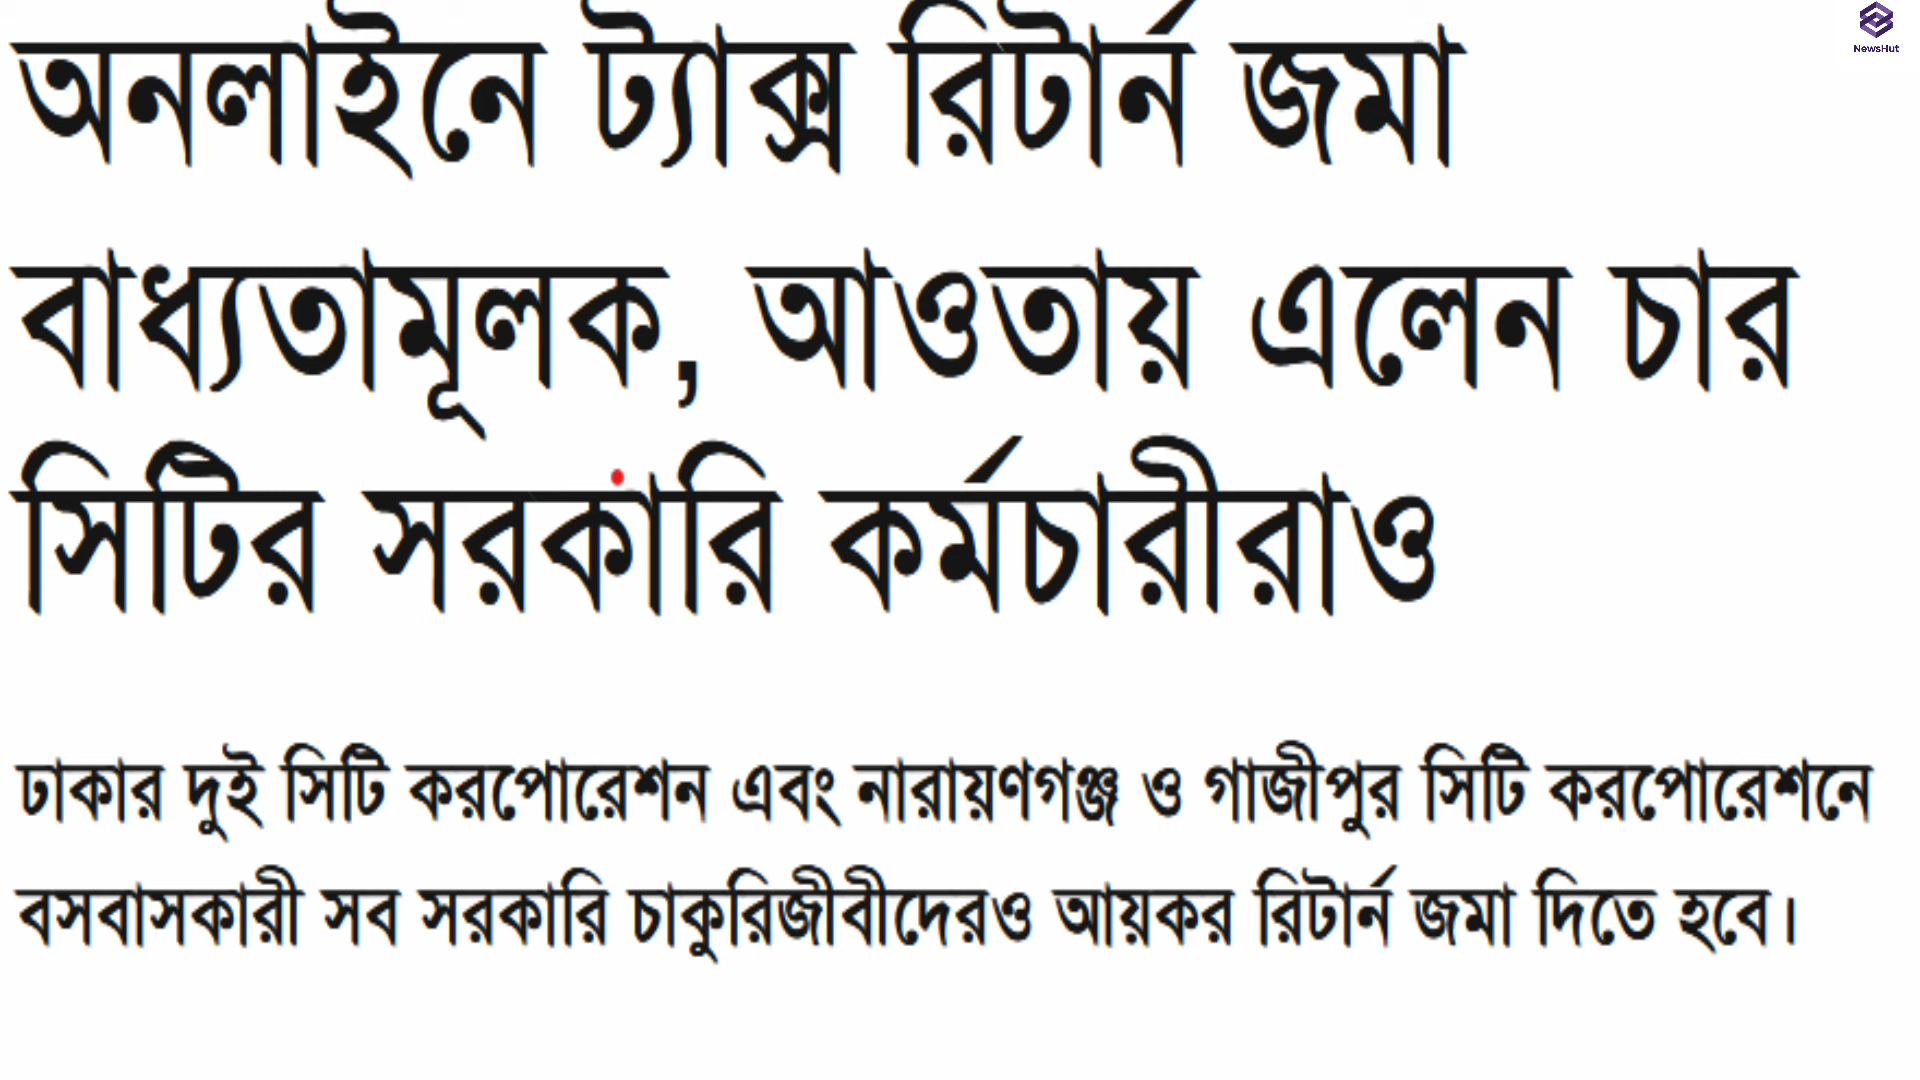 অনলাইনে ট্যাক্স রিটার্ন জমা
বাধ্যতামূলক, আওতায় এলেন চার
সিটির সরকারি কর্মচারীরাও
ঢাকার দুই সিটি করপোরেশন এবং নারায়ণগঞ্জ ও গাজীপুর সিটি করপোরেশনে
বসবাসকারী সব সরকারি চাকুরিজীবীদেরও আয়কর রিটার্ন জমা দিতে হবে।
NewsHut